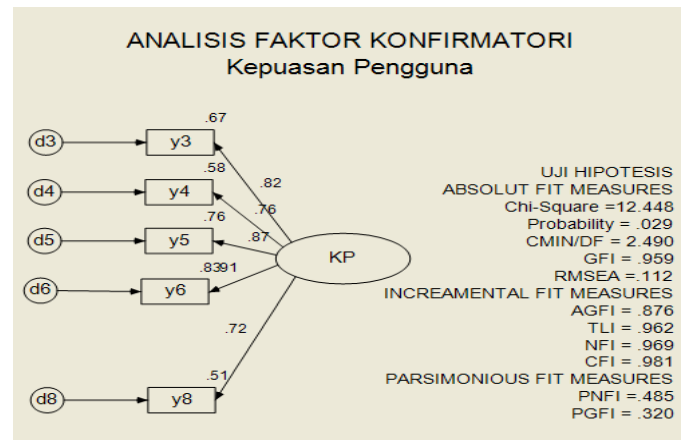 ANALISIS FAKTOR KONFIRMATORI
Kepuasan Pengguna
.67
d3
y3
.58
.82
d4
y4
.76
.76
d5
y5
.87
KP
.8391
d6
y6
.72
.51
d8
y8
UJI HIPOTESIS
ABSOLUT FIT MEASURES
Chi-Square =12.448
Probability = .029
CMIN/DF = 2.490
GFI = .959
RMSEA =.112
INCREAMENTAL FIT MEASURES
AGFI = .876
TLI = .962
NFI = .969
CFI = .981
PARSIMONIOUS FIT MEASURES
PNFI =.485
PGFI = .320